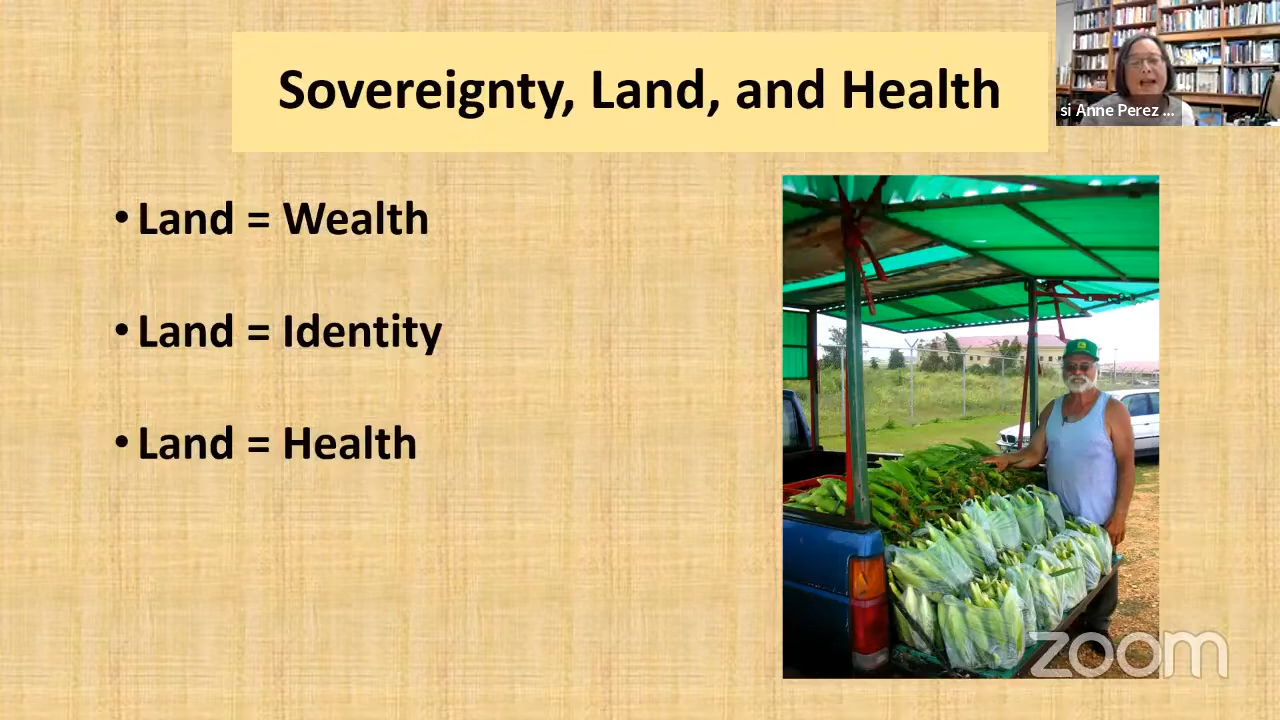 Sovereignty, Land, and Health
si Anne Perez ...
• Land = Wealth
• Land = Identity
• Land = Health
zoom